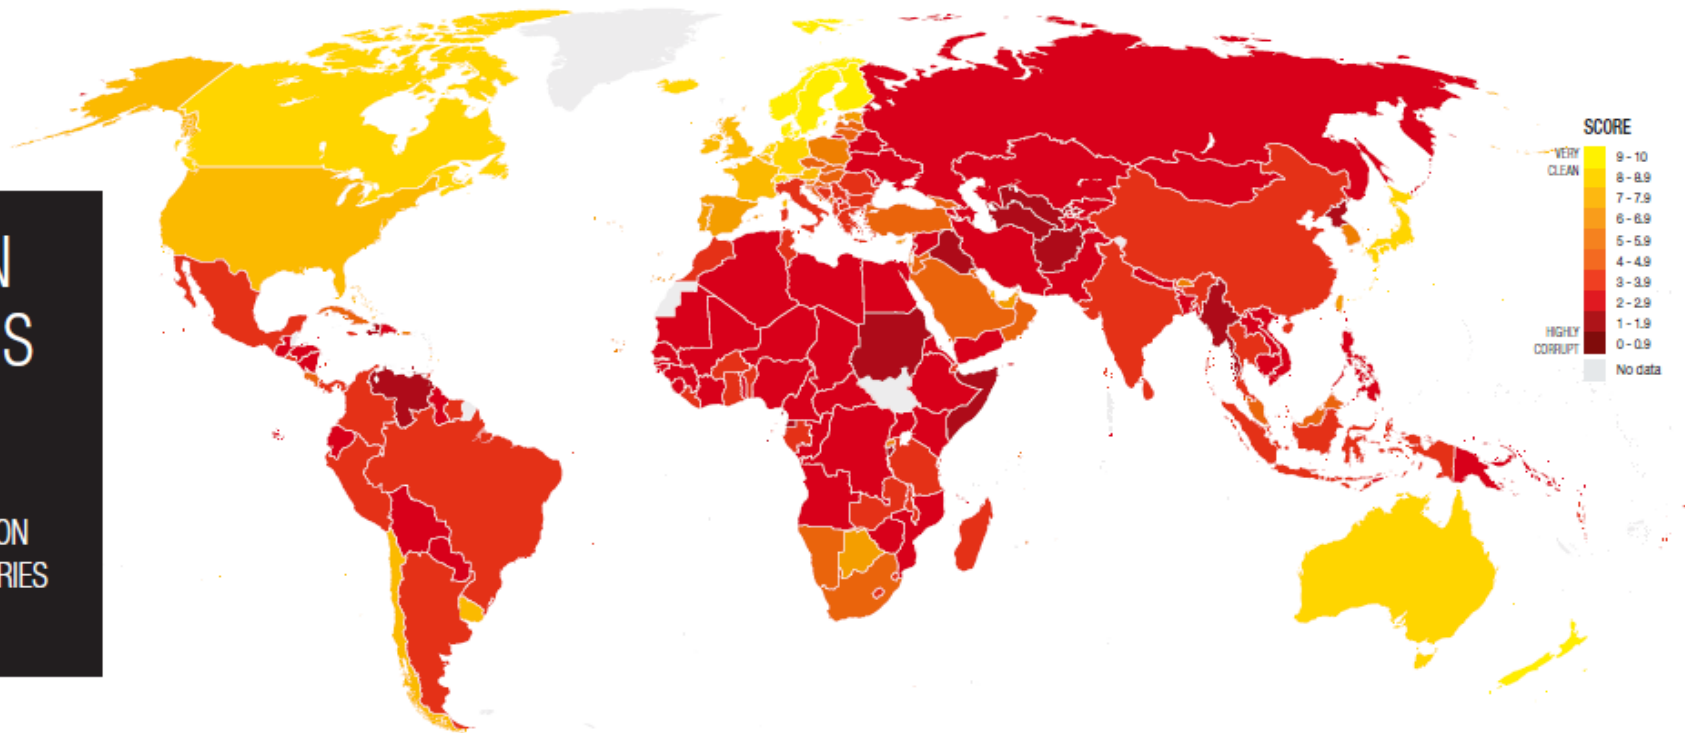 N
S
ON
RIES
SCORE
VERY
CLEAN
9 - 10
8 - 8.9
7 - 7.9
6 - 6.9
5 - 5.9
4 - 4.9
3 - 3.9
2 - 2.9
1 - 1.9
0 - 0.9
HIGHLY
CORRUPT
No data